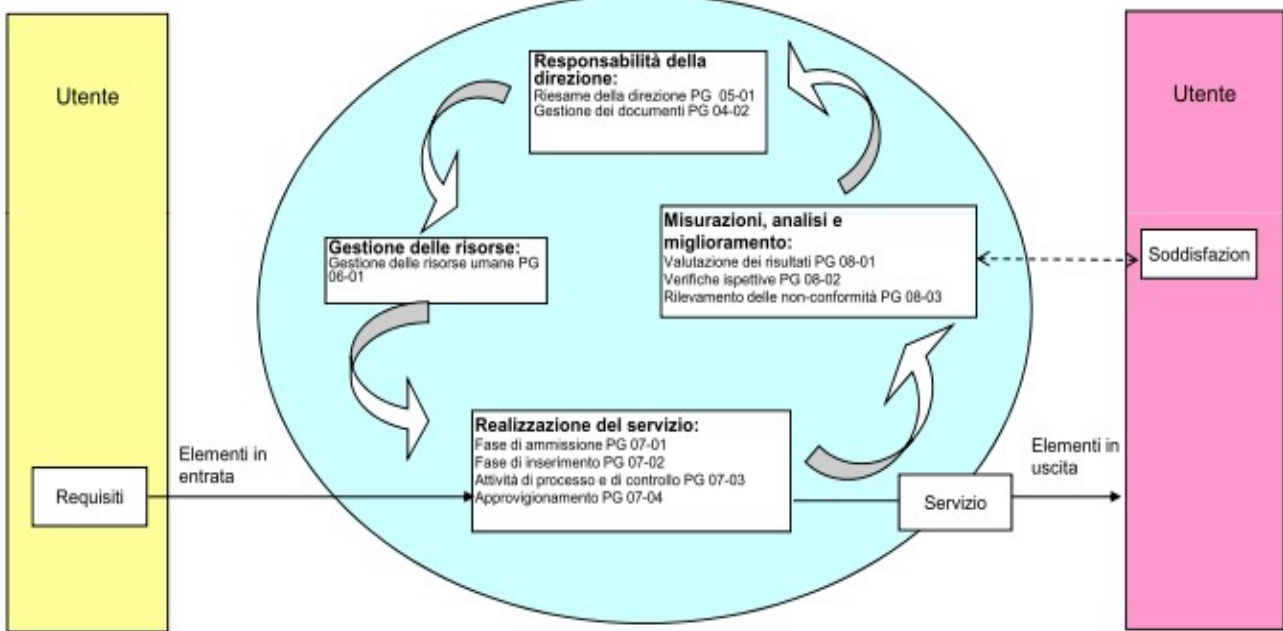 Utente
Requisiti
Elementi in
entrata
Responsabilità della
direzione:
Riesame della direzione PG 05-01
Gestione dei documenti PG 04-02
Gestione delle risorse:
Gestione delle risorse umane PG
06-01
Misurazioni, analisi e
miglioramento:
Valutazione dei risultati PG 08-01
Verifiche ispettive PG 08-02
Rilevamento delle non-conformità PG 08-03
Realizzazione del servizio:
Fase di ammissione PG 07-01
Fase di inserimento PG 07-02
Attività di processo e di controllo PG 07-03
Approvigionamento PG 07-04
Servizio
Elementi in
uscita
Utente
Soddisfazion